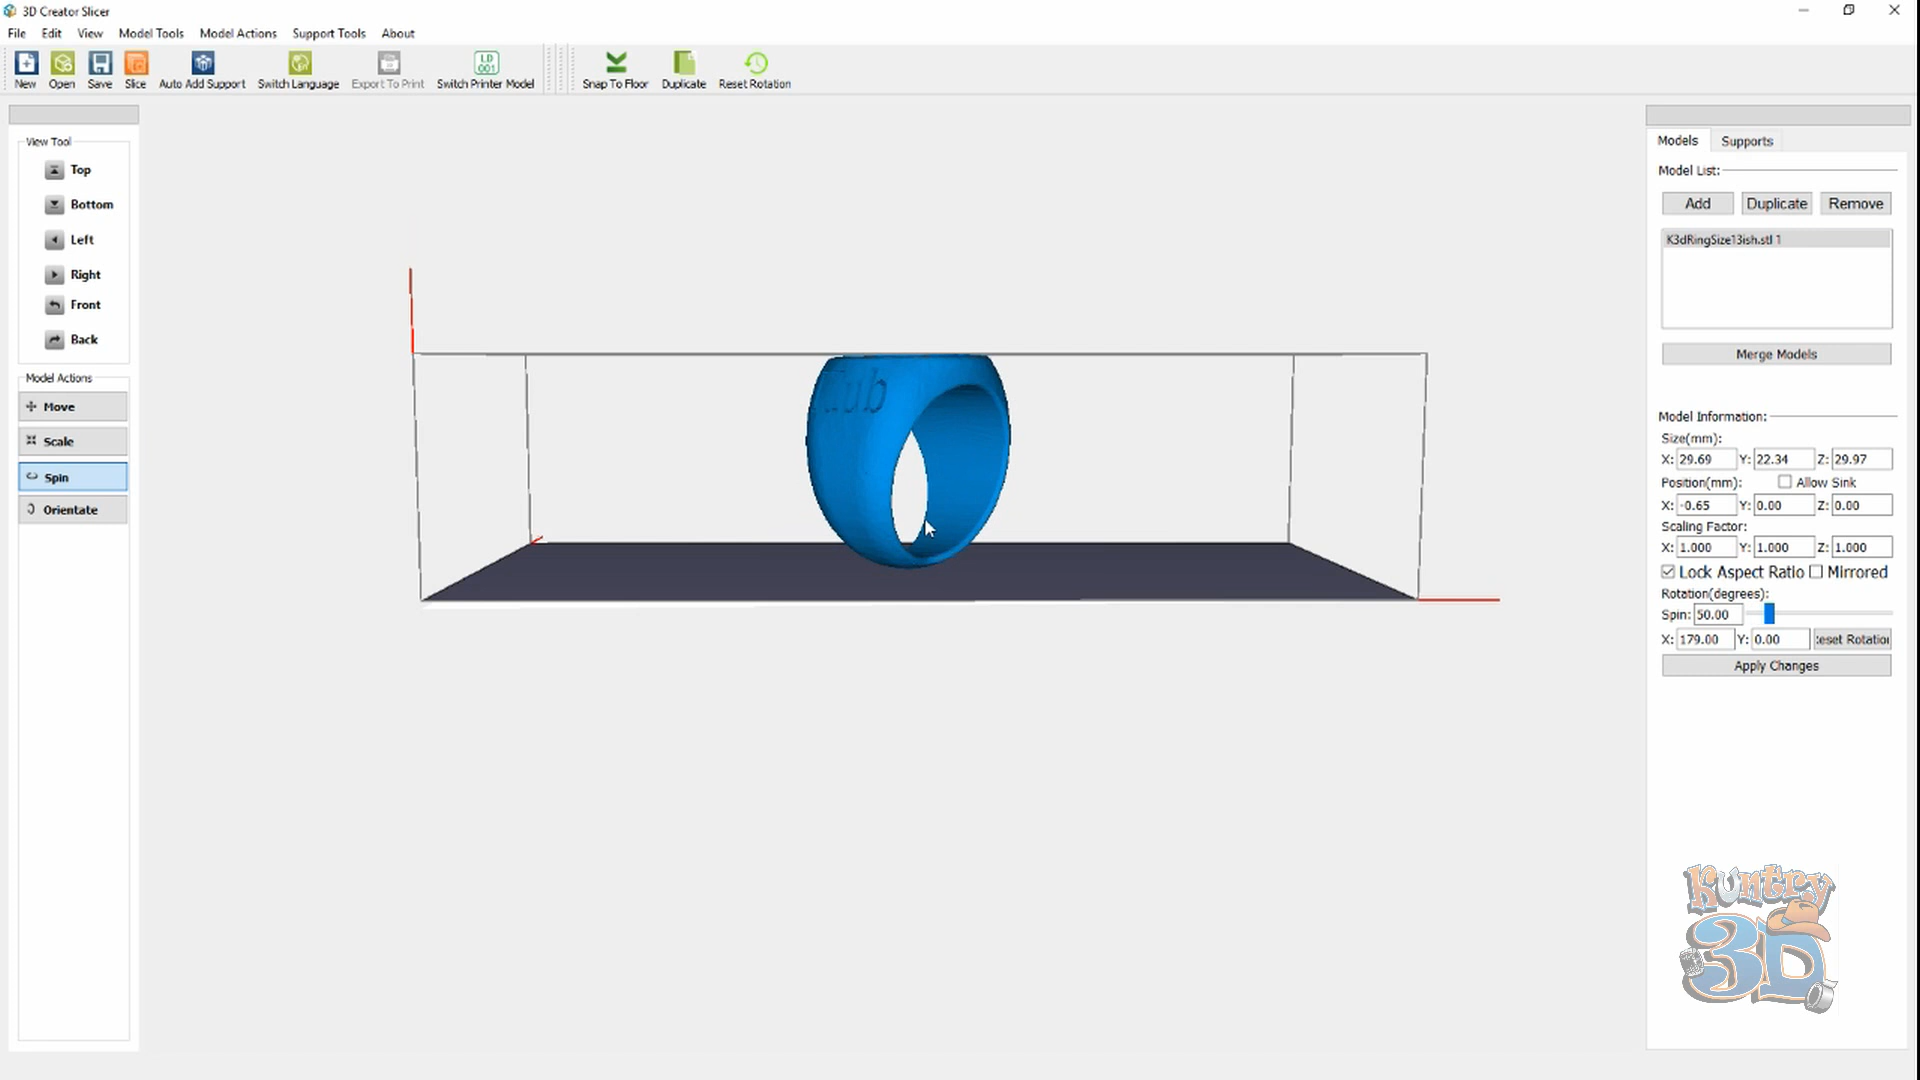 3D Creator Slicer
File Edit View Model Tools Model Actions Support Tools About
New Open Save Slice Auto Add Support Switch Language Export To Print LD 001 Switch Printer Model Snap To Floor Duplicate Reset Rotation
View Tool
Top
Bottom
Left
Right
Front
Back
Model Actions
Move
Scale
Spin
Orientate
ub
Models Supports
Model List:
Add Duplicate Remove
K3dRingSize13ish.stl 1
Merge Models
Model Information:
Size(mm):
X: 29.69 Y: 22.34 Z: 29.97
Position(mm): Allow Sink
X: -0.65 Y: 0.00 Z: 0.00
Scaling Factor:
X: 1.000 Y: 1.000 Z: 1.000
Lock Aspect Ratio Mirrored
Rotation(degrees):
Spin: 50.00
X: 179.00 Y: 0.00 eset Rotation
Apply Changes
Kuntry
3D